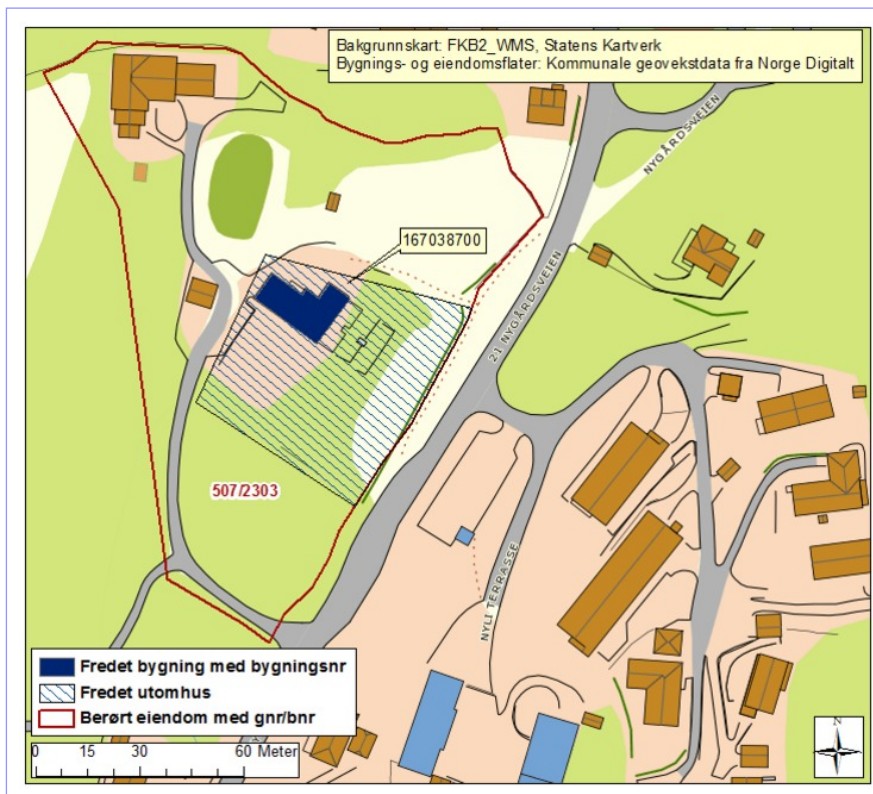 Bakgrunnskart: FKB2_WMS, Statens Kartverk
Bygnings- og eiendomsflater: Kommunale geovekstdata fra Norge Digitalt
NYGÅRDSVEIEN
167038700
21 NYGÅRDSVEIEN
507/2303
NYLI TERRASSE
Fredet bygning med bygningsnr
Fredet utomhus
Berørt eiendom med gnr/bnr
0 15 30 60 Meter
N